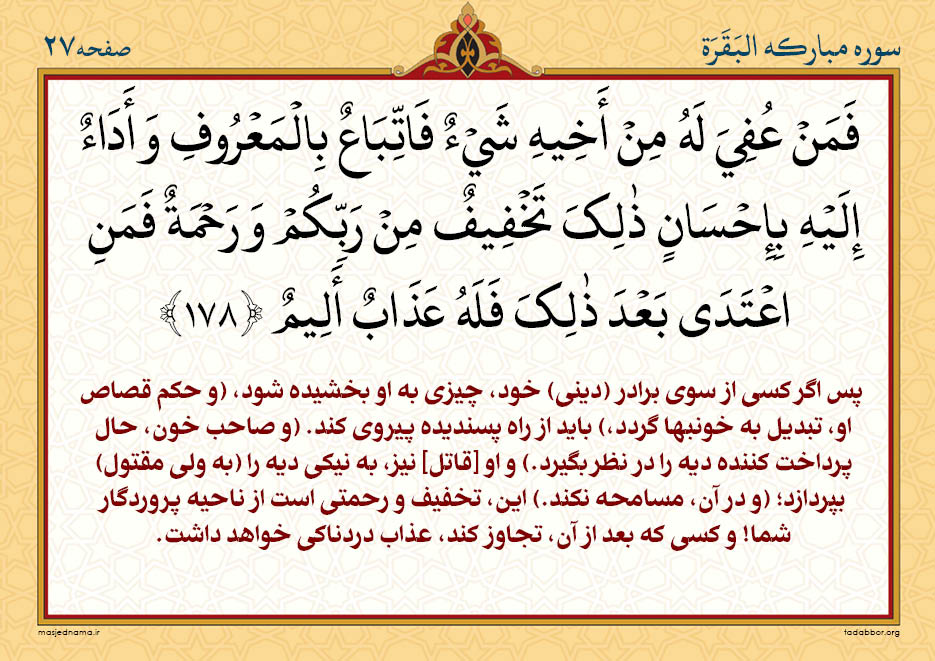 سوره مبارکه البَقَرَة
صفحه۲۷
فَمَنْ عُفِيَ لَهُ مِنْ أَخِيهِ شَيْءٌ فَاتِّبَاعٌ بِالْمَعْرُوفِ وَ أَدَاءٌ
إِلَيْهِ بِإِحْسَانٍ ذٰلِکَ تَخْفِيفٌ مِنْ رَبِّکُمْ وَ رَحْمَةٌ فَمَنِ
اعْتَدَى بَعْدَ ذٰلِکَ فَلَهُ عَذَابٌ أَلِيمٌ ﴿۱۷۸﴾
پس اگر کسی از سوی برادر (دینی) خود، چیزی به او بخشیده شود، (و حکم قصاص
او، تبدیل به خونبها گردد،) باید از راه پسندیده پیروی کند. (و صاحب خون، حال
پرداخت کننده دیه را در نظر بگیرد.) و او [قاتل] نیز، به نیکی دیه را (به ولی مقتول)
بپردازد؛ (و در آن، مسامحه نکند.) این، تخفیف و رحمتی است از ناحیه پروردگار
شما! و کسی که بعد از آن، تجاوز کند، عذاب دردناکی خواهد داشت.
masjednama.ir
tadabbor.org